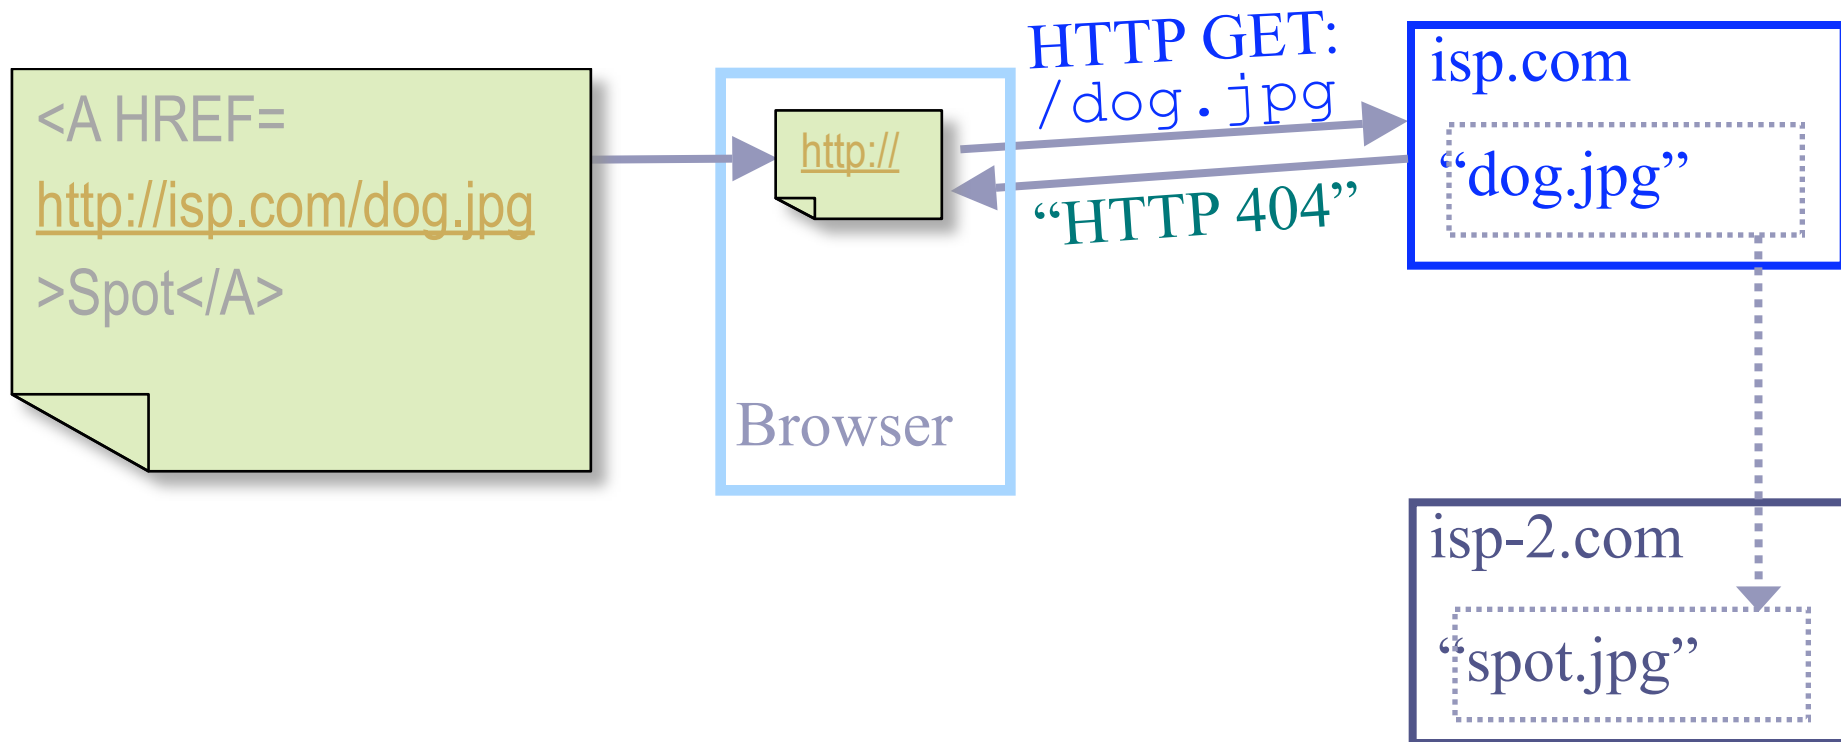 <A HREF=
http://isp.com/dog.jpg
>Spot</A>
http://
Browser
HTTP GET:
/dog.jpg
“HTTP 404”
isp.com
“dog.jpg”
isp-2.com
“spot.jpg”